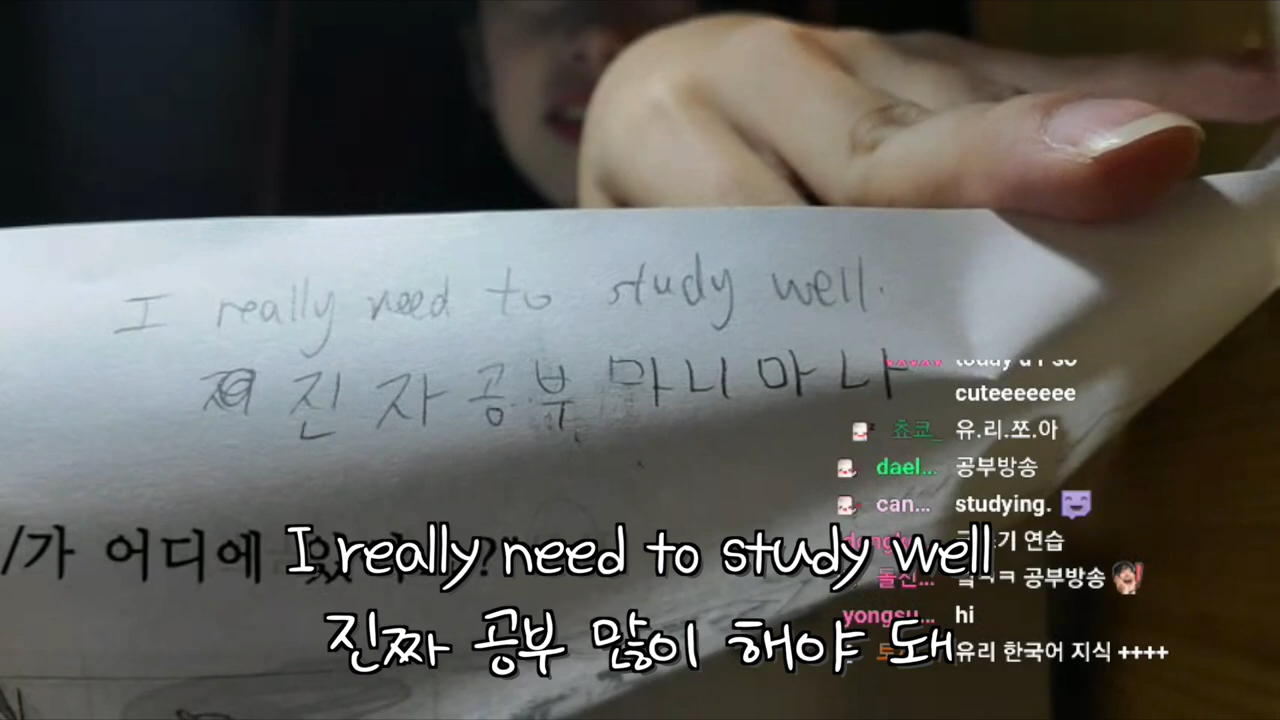 I really need to study well.
진자공부마니마나
/가 어디에
I really need to study well
진짜 공부 많이 해야 돼
cuteeeeeee
쵸쿄_ 유.리.쪼.아
dael... 공부방송
can... studying.
연습
공부방송
yongsu... hi
유리 한국어 지식 ++++